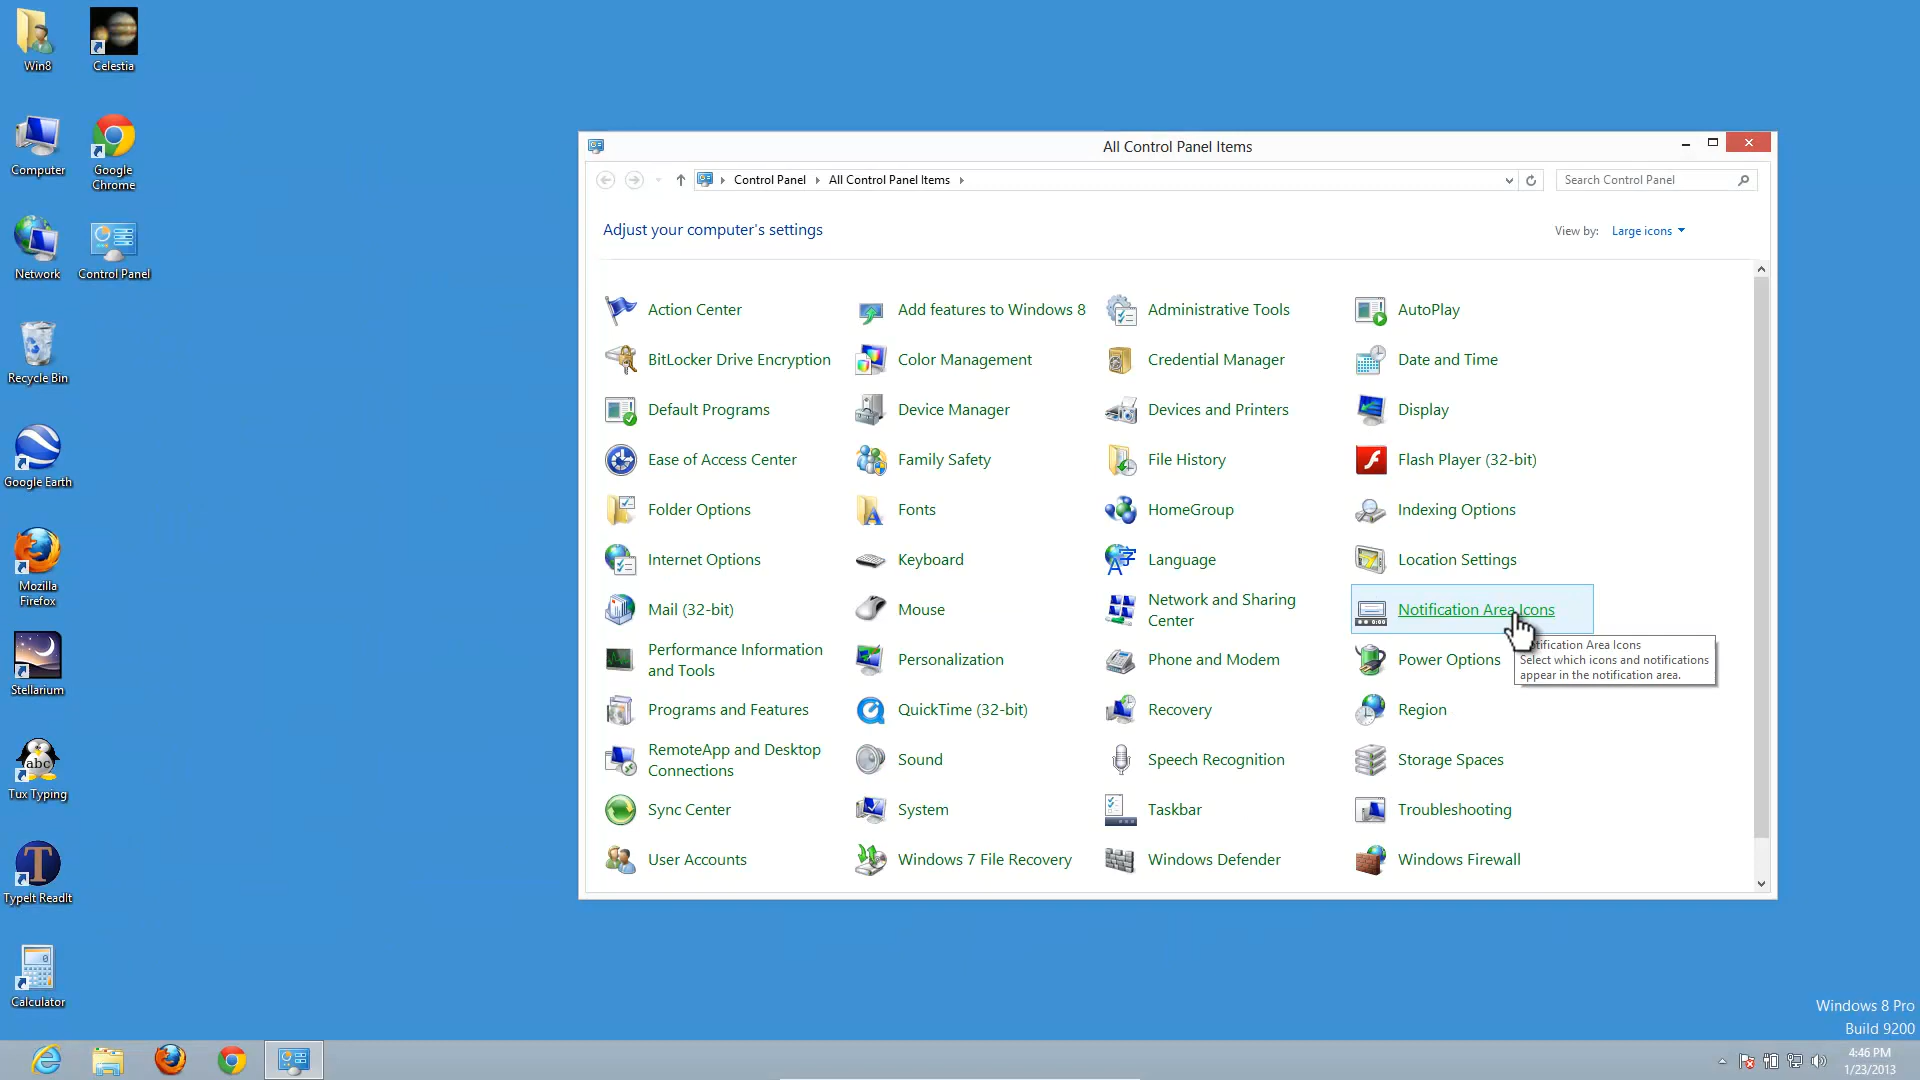 Win8
Celestia
Computer
Google
Chrome
Network
Control Panel
Recycle Bin
Google Earth
Mozilla
Firefox
Stellarium
abc
Tux Typing
T
TypeIt ReadIt
0
Calculator
All Control Panel Items
Control Panel
All Control Panel Items
Search Control Panel
Adjust your computer's settings
View by: Large icons
Action Center
Add features to Windows 8
Administrative Tools
AutoPlay
BitLocker Drive Encryption
Color Management
Credential Manager
Date and Time
Default Programs
Device Manager
Devices and Printers
Display
Ease of Access Center
Family Safety
File History
Flash Player (32-bit)
Folder Options
Fonts
HomeGroup
Indexing Options
Internet Options
Keyboard
Language
Location Settings
Mail (32-bit)
Mouse
Network and Sharing
Center
Notification Area Icons
Performance Information
and Tools
Personalization
Phone and Modem
Power Options
Notification Area Icons
Select which icons and notifications
appear in the notification area.
Programs and Features
QuickTime (32-bit)
Recovery
Region
RemoteApp and Desktop
Connections
Sound
Speech Recognition
Storage Spaces
Sync Center
System
Taskbar
Troubleshooting
User Accounts
Windows 7 File Recovery
Windows Defender
Windows Firewall
Windows 8 Pro
Build 9200
4:46 PM
1/23/2013